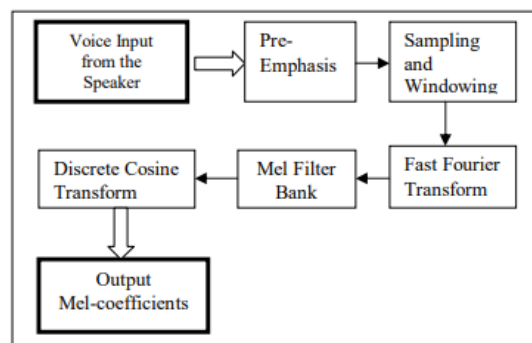 Voice Input
from the
Speaker
Pre-
Emphasis
Sampling
and
Windowing
Fast Fourier
Transform
Mel Filter
Bank
Discrete Cosine
Transform
Output
Mel-coefficients